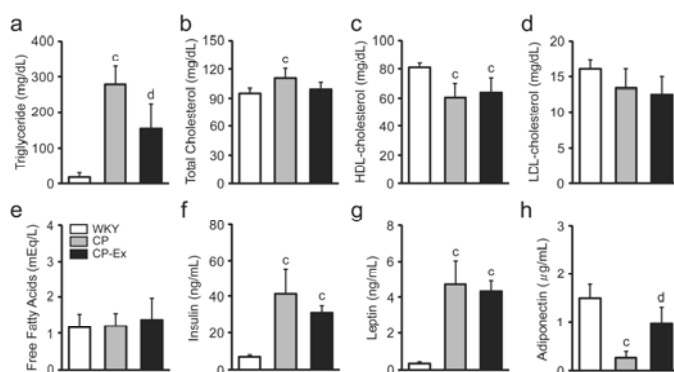 a
Triglyceride (mg/dL)
400
300
200
100
0
c
d
b
Total Cholesterol (mg/dL)
150
120
90
60
30
0
c
c
HDL-cholesterol (mg/dL)
100
80
60
40
20
0
c
c
d
LDL-cholesterol (mg/dL)
20
15
10
5
0
e
Free Fatty Acids (mEq/L)
4
3
2
1
0
WKY
CP
CP-Ex
f
Insulin (ng/mL)
80
60
40
20
0
c
c
g
Leptin (ng/mL)
8
6
4
2
0
c
c
h
Adiponectin (μg/mL)
3
2
1
0
c
d